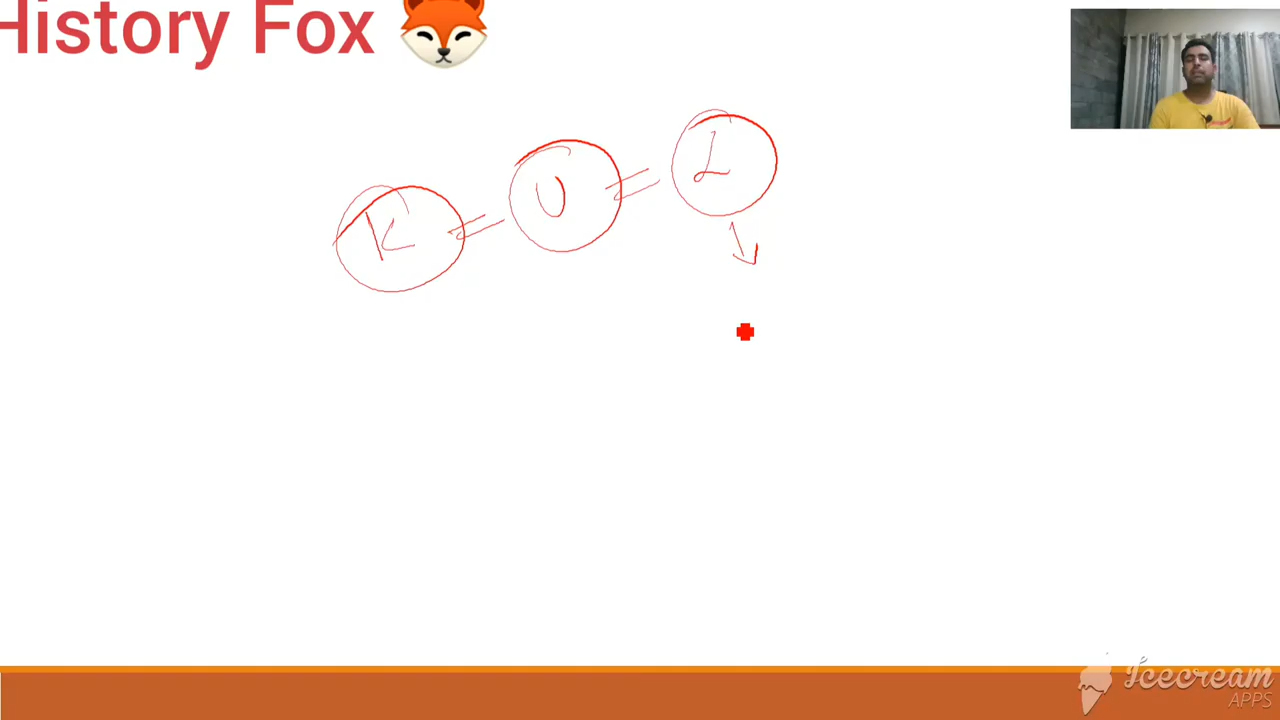 History Fox
K = U = L
Icecream
APPS